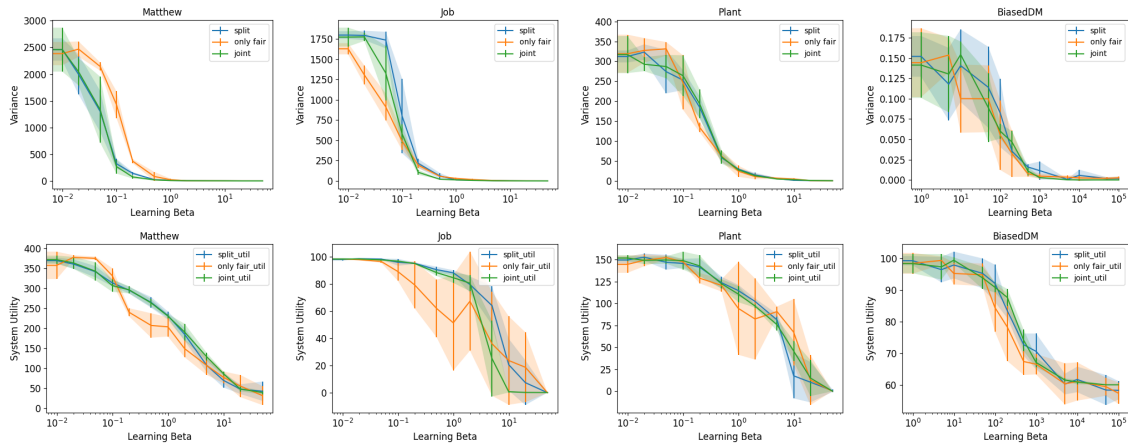 Matthew
3000
2500
2000
1500
1000
500
0
Variance
split
only fair
joint
10⁻² 10⁻¹ 10⁰ 10¹
Learning Beta
Job
1750
1500
1250
1000
750
500
250
0
Variance
split
only fair
joint
10⁻² 10⁻¹ 10⁰ 10¹
Learning Beta
Plant
400
350
300
250
200
150
100
50
0
Variance
split
only fair
joint
10⁻² 10⁻¹ 10⁰ 10¹
Learning Beta
BiasedDM
0.175
0.150
0.125
0.100
0.075
0.050
0.025
0.000
Variance
split
only fair
joint
10⁰ 10¹ 10² 10³ 10⁴ 10⁵
Learning Beta
Matthew
400
350
300
250
200
150
100
50
0
System Utility
split_util
only fair_util
joint_util
10⁻² 10⁻¹ 10⁰ 10¹
Learning Beta
Job
100
80
60
40
20
0
System Utility
split_util
only fair_util
joint_util
10⁻² 10⁻¹ 10⁰ 10¹
Learning Beta
Plant
150
125
100
75
50
25
0
System Utility
split_util
only fair_util
joint_util
10⁻² 10⁻¹ 10⁰ 10¹
Learning Beta
BiasedDM
100
90
80
70
60
System Utility
split_util
only fair_util
joint_util
10⁰ 10¹ 10² 10³ 10⁴ 10⁵
Learning Beta